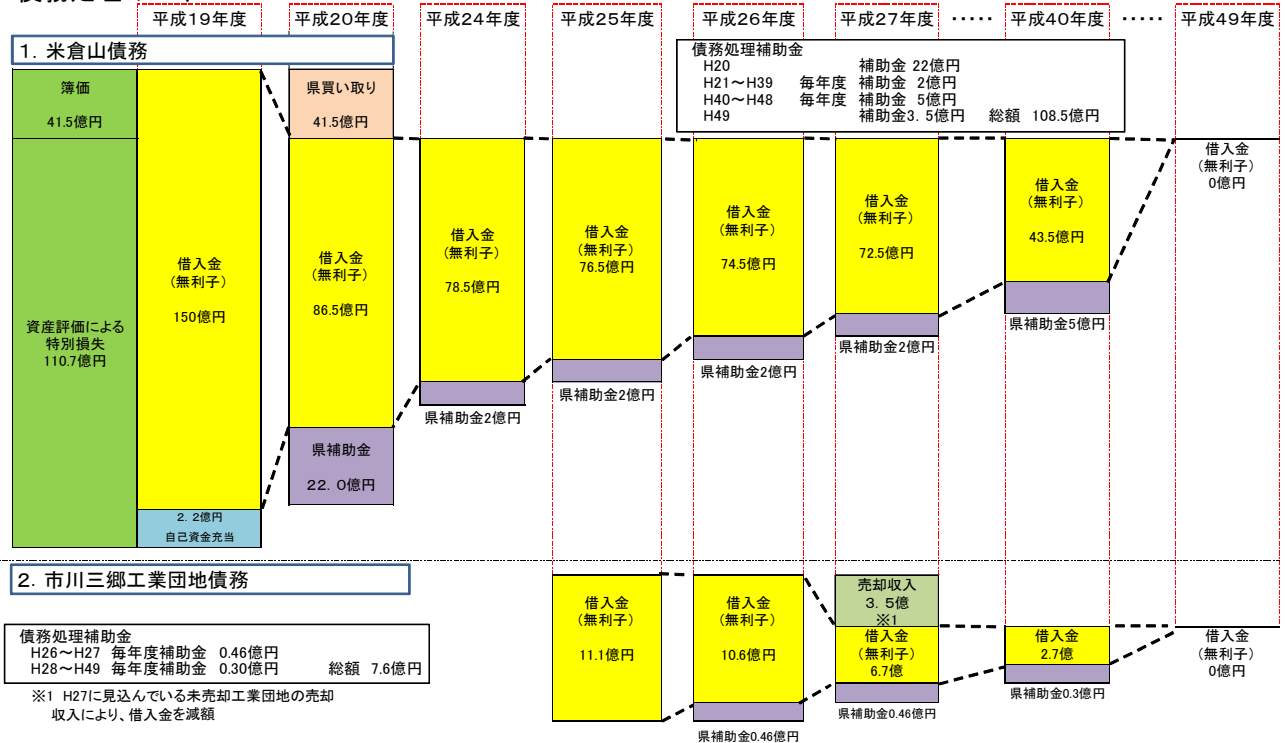 平成19年度
平成20年度
平成24年度
平成25年度
平成26年度
平成27年度
‥‥‥
平成40年度
‥‥‥
平成49年度
1. 米倉山債務
債務処理補助金
H20 補助金 22億円
H21~H39 毎年度 補助金 2億円
H40~H48 毎年度 補助金 5億円
H49 補助金3. 5億円 総額 108.5億円
簿価
41.5億円
資産評価による
特別損失
110.7億円
借入金
(無利子)
150億円
2. 2億円
自己資金充当
県買い取り
41.5億円
借入金
(無利子)
86.5億円
県補助金
22. 0億円
借入金
(無利子)
78.5億円
県補助金2億円
借入金
(無利子)
76.5億円
県補助金2億円
借入金
(無利子)
74.5億円
県補助金2億円
借入金
(無利子)
72.5億円
県補助金2億円
借入金
(無利子)
43.5億円
県補助金5億円
借入金
(無利子)
0億円
2. 市川三郷工業団地債務
債務処理補助金
H26~H27 毎年度補助金 0.46億円
H28~H49 毎年度補助金 0.30億円 総額 7.6億円
※1 H27に見込んでいる未売却工業団地の売却
収入により、借入金を減額
借入金
(無利子)
11.1億円
借入金
(無利子)
10.6億円
県補助金0.46億円
売却収入
3. 5億
※1
借入金
(無利子)
6.7億
県補助金0.46億円
借入金
2.7億
県補助金0.3億円
借入金
(無利子)
0億円